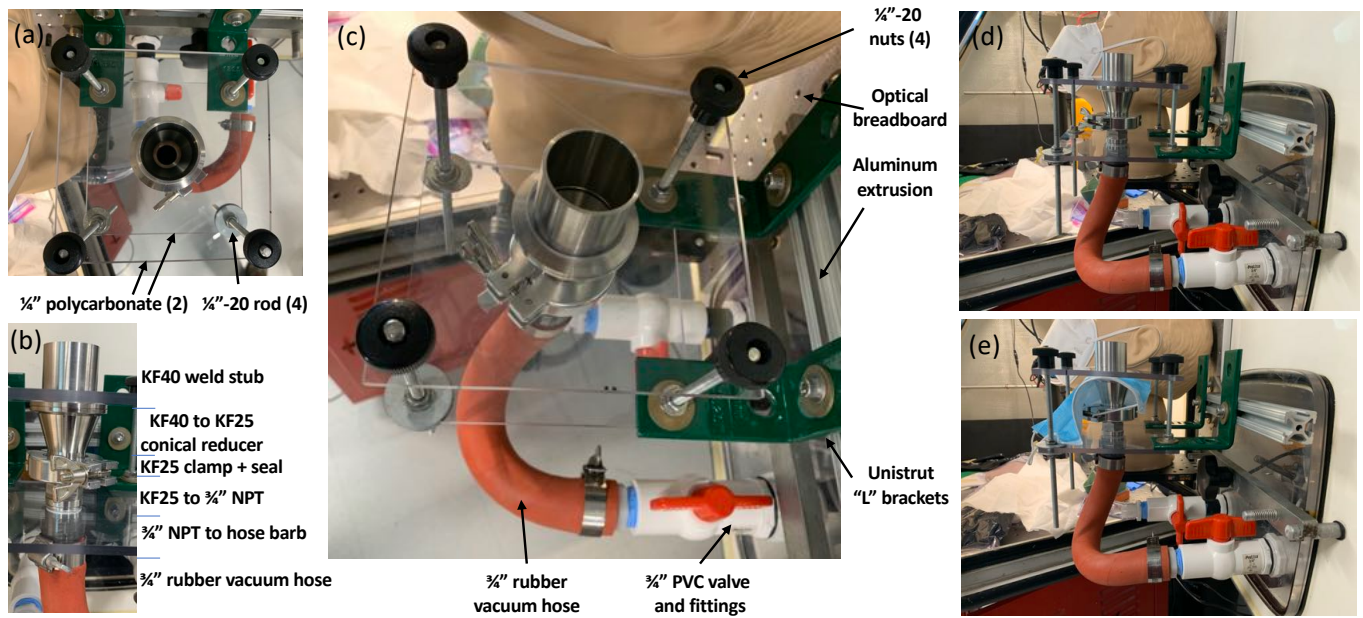 (a)
¼” polycarbonate (2)
¼”-20 rod (4)
(b)
KF40 weld stub
KF40 to KF25
conical reducer
KF25 clamp + seal
KF25 to ¾” NPT
¾” NPT to hose barb
¾” rubber vacuum hose
(c)
¼”-20
nuts (4)
Optical
breadboard
Aluminum
extrusion
Unistrut
“L” brackets
¾” rubber
vacuum hose
¾” PVC valve
and fittings
(d)
(e)